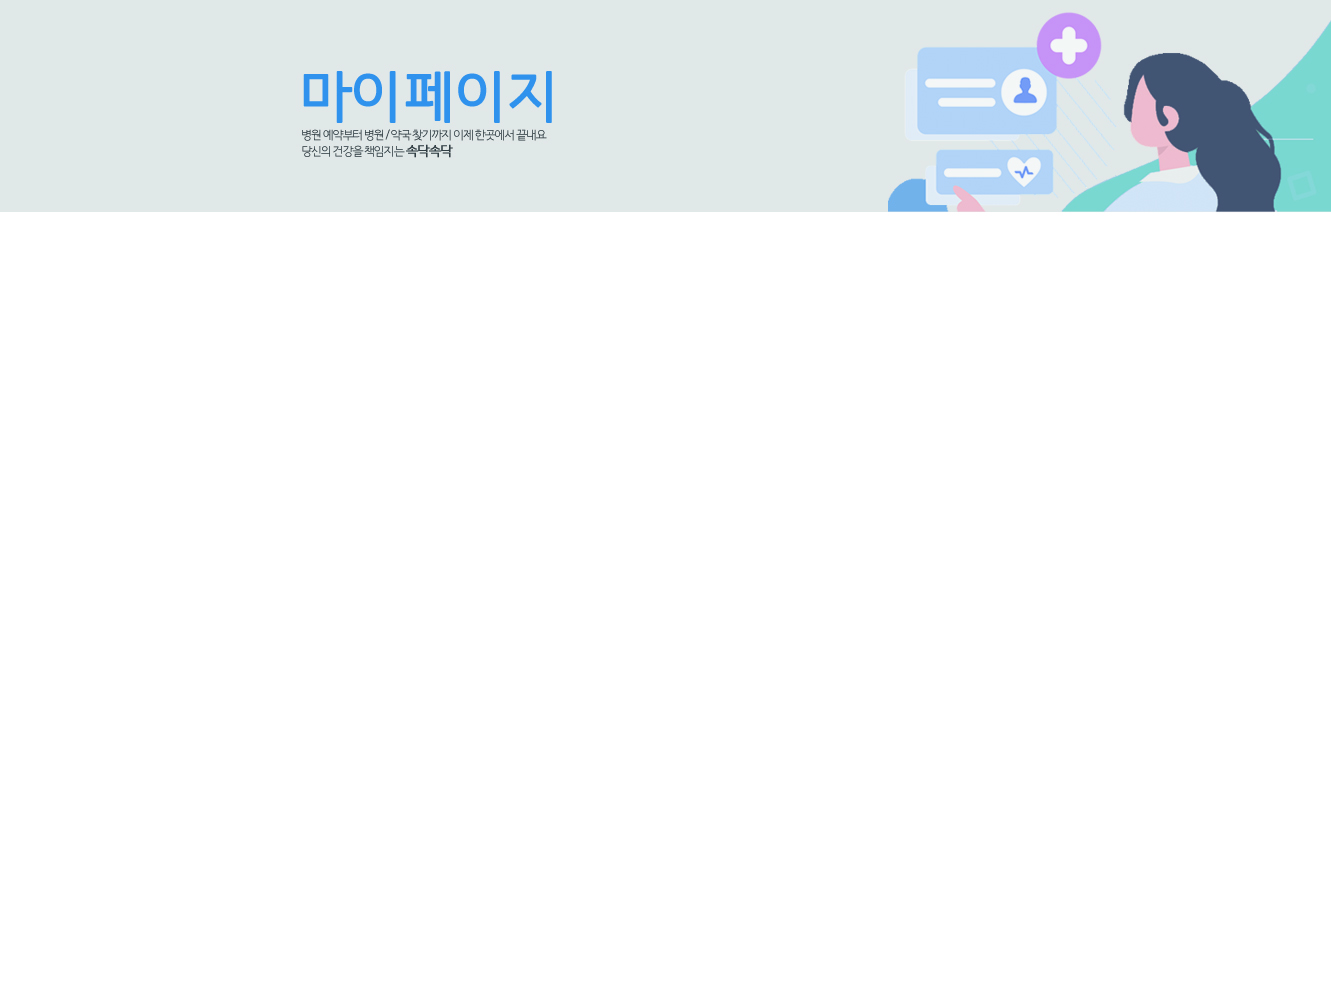 마이페이지
병원 예약부터 병원 / 약국 찾기까지 이제 한곳에서 끝내요
당신의 건강을 책임지는 속닥속닥